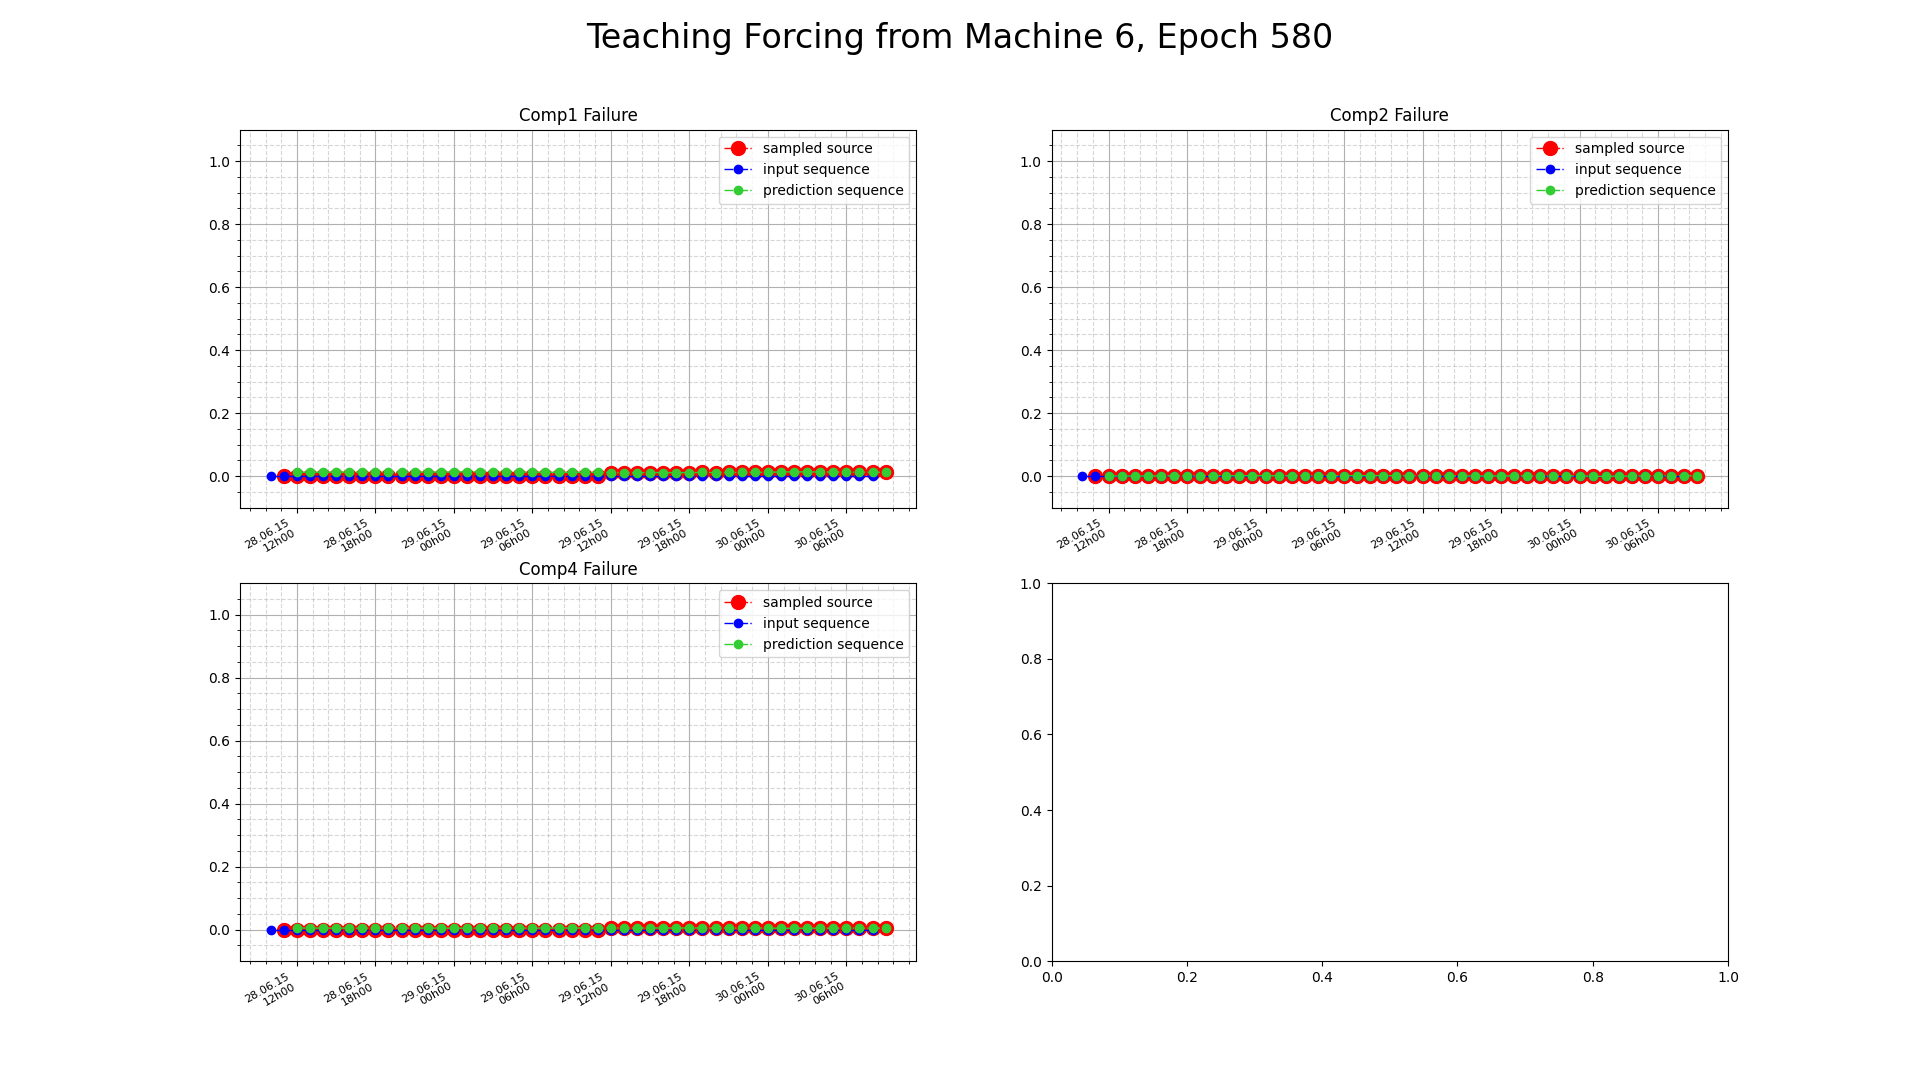 Teaching Forcing from Machine 6, Epoch 580
Comp1 Failure
1.0
0.8
0.6
0.4
0.2
0.0
sampled source
input sequence
prediction sequence
28.06.15
12h00
28.06.15
18h00
29.06.15
00h00
29.06.15
06h00
29.06.15
12h00
29.06.15
18h00
30.06.15
00h00
30.06.15
06h00
Comp2 Failure
1.0
0.8
0.6
0.4
0.2
0.0
sampled source
input sequence
prediction sequence
28.06.15
12h00
28.06.15
18h00
29.06.15
00h00
29.06.15
06h00
29.06.15
12h00
29.06.15
18h00
30.06.15
00h00
30.06.15
06h00
Comp4 Failure
1.0
0.8
0.6
0.4
0.2
0.0
sampled source
input sequence
prediction sequence
28.06.15
12h00
28.06.15
18h00
29.06.15
00h00
29.06.15
06h00
29.06.15
12h00
29.06.15
18h00
30.06.15
00h00
30.06.15
06h00
1.0
0.8
0.6
0.4
0.2
0.0
0.0 0.2 0.4 0.6 0.8 1.0